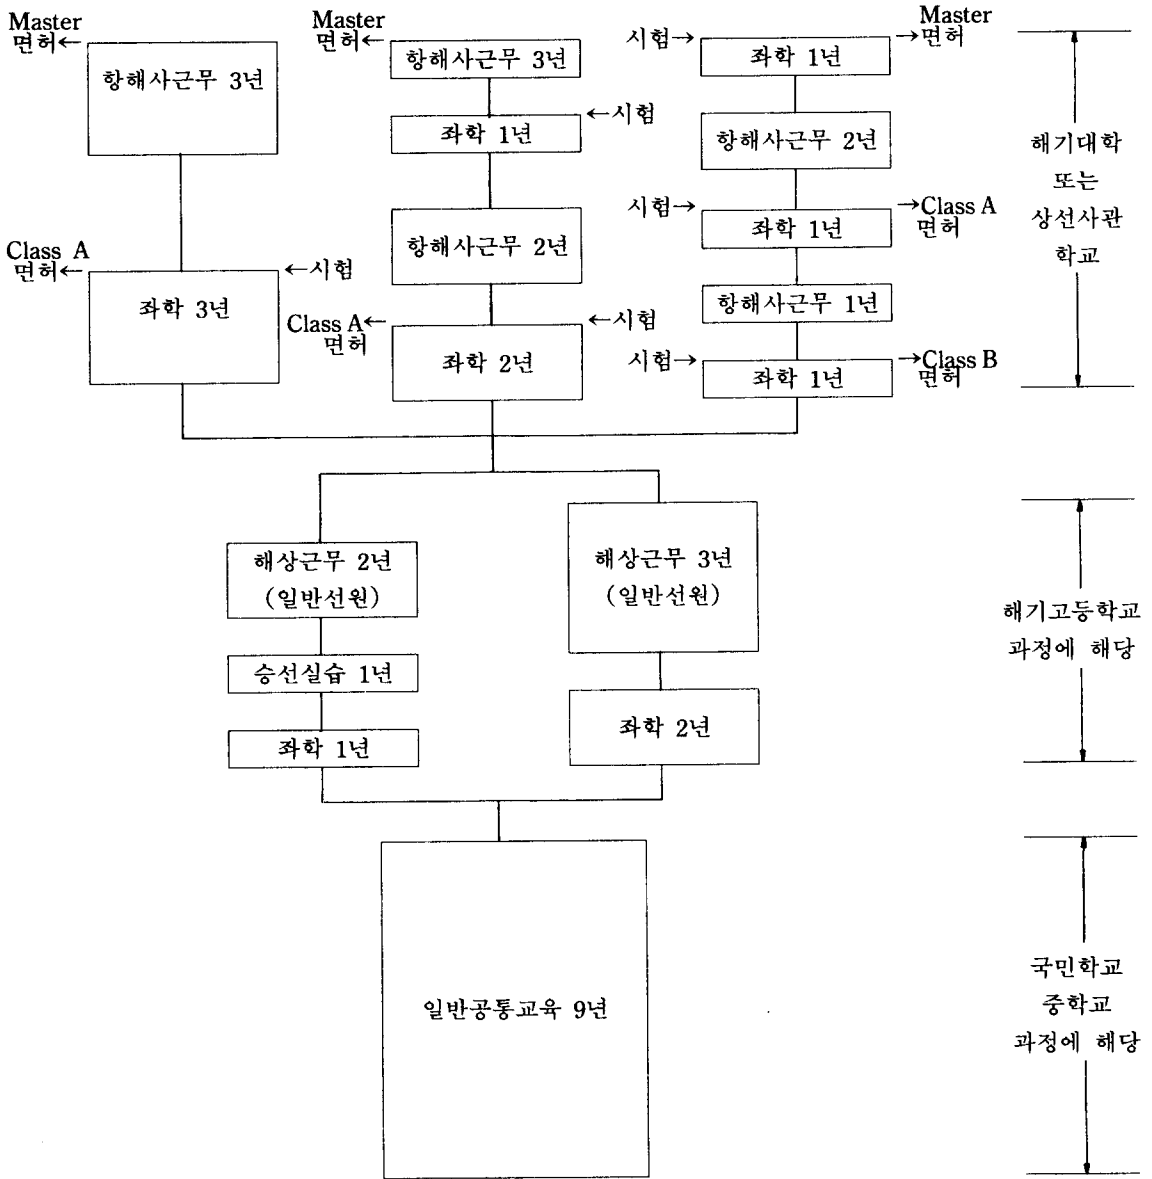 Master
면허←
항해사근무 3년
Class A
면허←
←시험
좌학 3년
Master
면허←
항해사근무 3년
←시험
좌학 1년
항해사근무 2년
Class A←
면허
←시험
좌학 2년
시험→
→Master
면허
좌학 1년
항해사근무 2년
시험→
→Class A
면허
좌학 1년
항해사근무 1년
시험→
→Class B
면허
좌학 1년
해기대학
또는
상선사관
학교
해상근무 2년
(일반선원)
승선실습 1년
좌학 1년
해상근무 3년
(일반선원)
좌학 2년
해기고등학교
과정에 해당
일반공통교육 9년
국민학교
중학교
과정에 해당